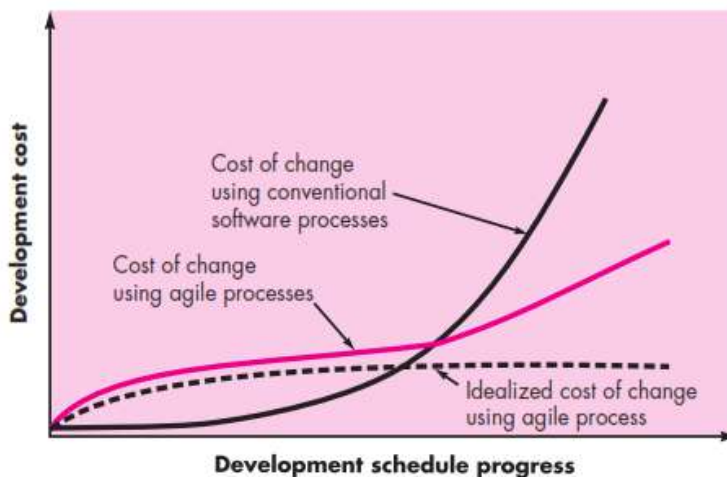 Development cost
Cost of change
using conventional
software processes
Cost of change
using agile processes
Idealized cost of change
using agile process
Development schedule progress